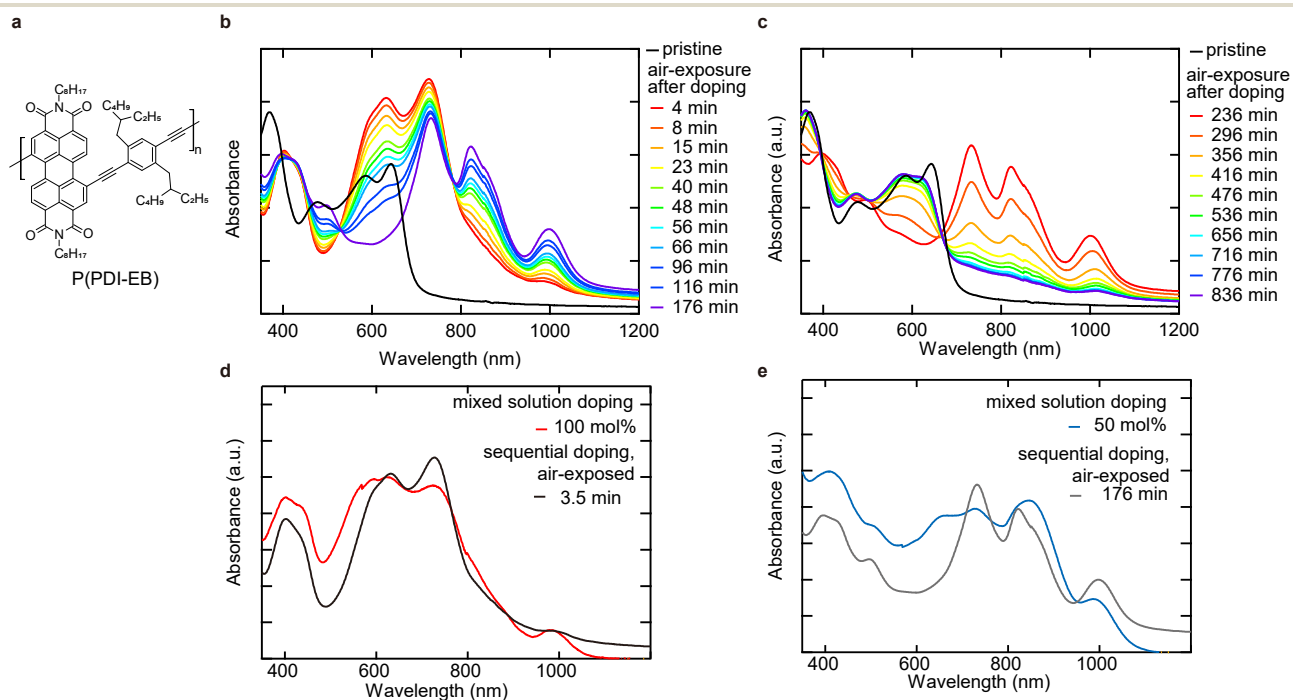 a
C₈H₁₇
O
N
O
C₄H₉
C₂H₅
n
C₄H₉
C₂H₅
O
N
O
C₈H₁₇
P(PDI-EB)
b
Absorbance
400
600
800
1000
1200
Wavelength (nm)
pristine
air-exposure
after doping
4 min
8 min
15 min
23 min
40 min
48 min
56 min
66 min
96 min
116 min
176 min
c
Absorbance (a.u.)
400
600
800
1000
1200
Wavelength (nm)
pristine
air-exposure
after doping
236 min
296 min
356 min
416 min
476 min
536 min
656 min
716 min
776 min
836 min
d
mixed solution doping
100 mol%
sequential doping,
air-exposed
3.5 min
Absorbance (a.u.)
400
600
800
1000
Wavelength (nm)
e
mixed solution doping
50 mol%
sequential doping,
air-exposed
176 min
Absorbance (a.u.)
400
600
800
1000
Wavelength (nm)